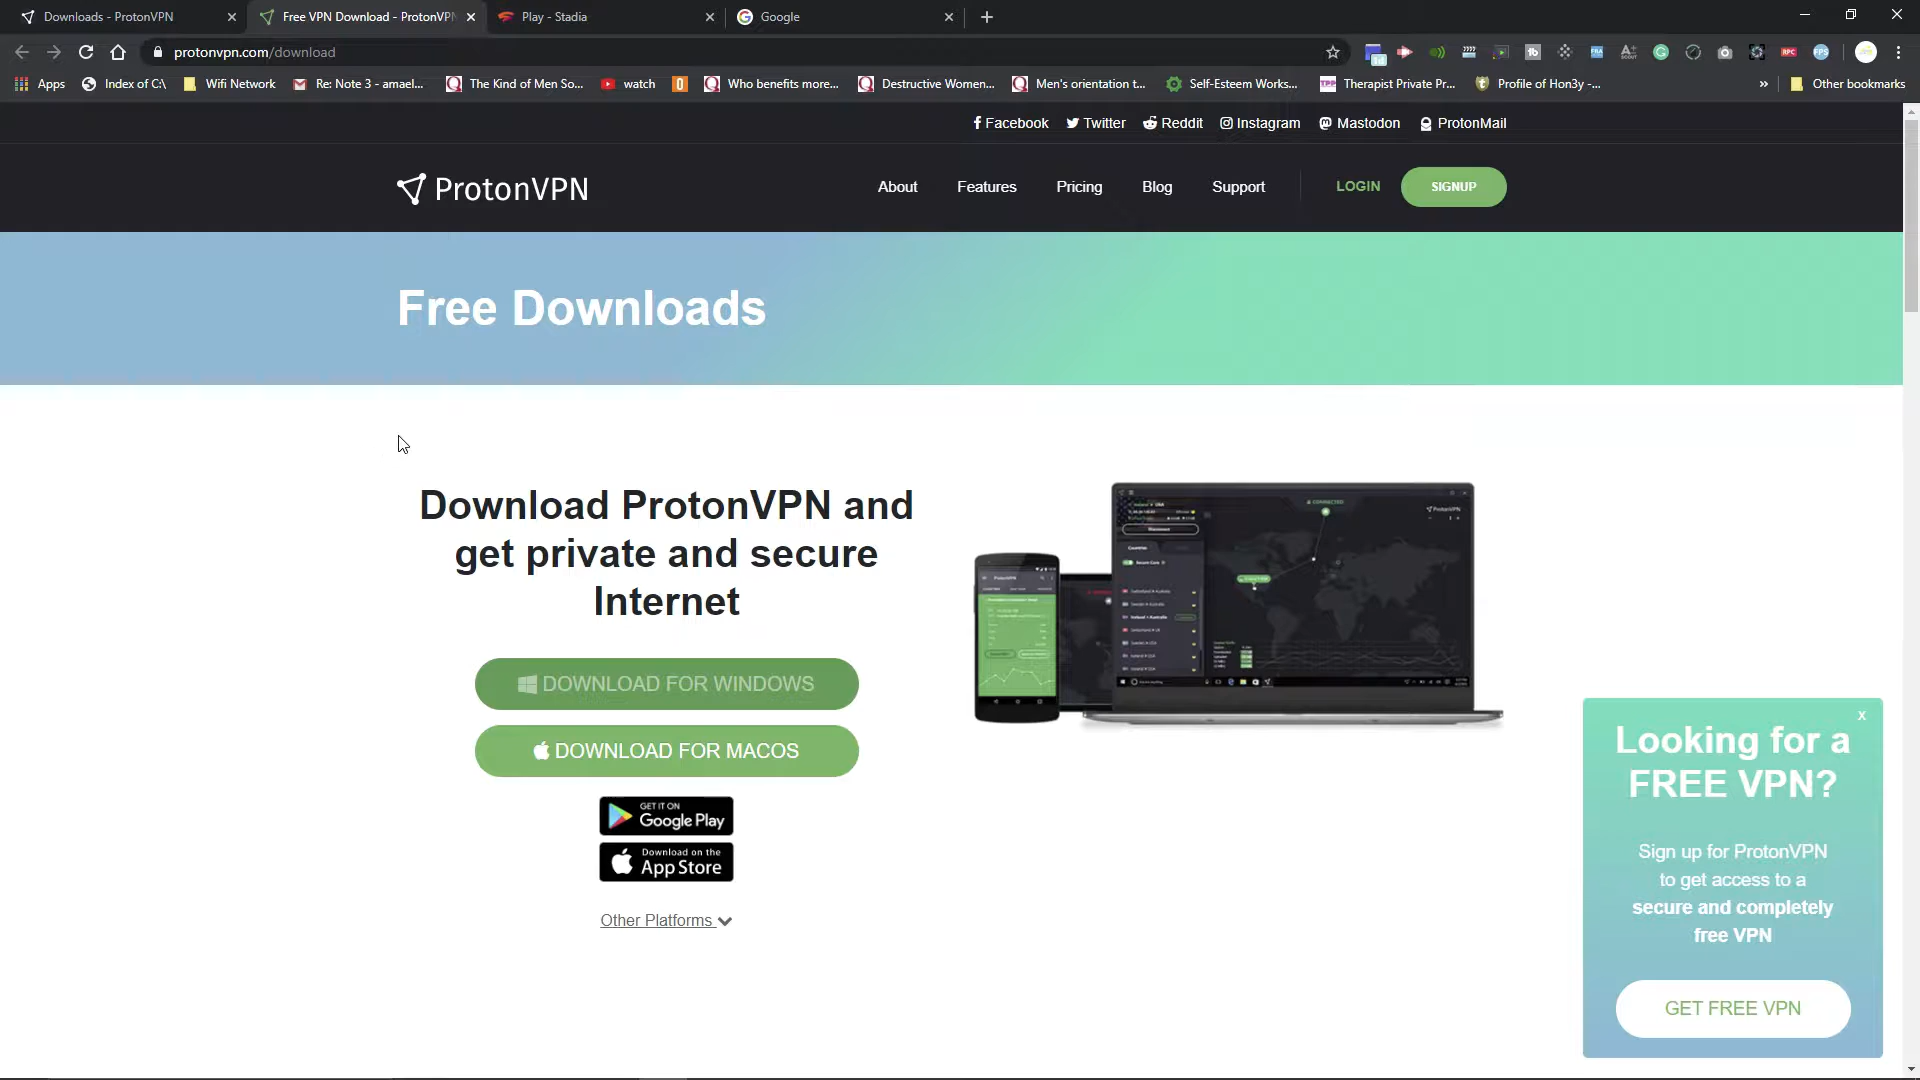 Downloads - ProtonVPN
Free VPN Download - ProtonVPN
Play - Stadia
Google
protonvpn.com/download
Apps
Index of C:\
Wifi Network
Re: Note 3 - amael...
The Kind of Men So...
watch
Who benefits more...
Destructive Women...
Men's orientation t...
Self-Esteem Works...
TPP
Therapist Private Pr...
Profile of Hon3y -...
»
Other bookmarks
Facebook
Twitter
Reddit
Instagram
Mastodon
ProtonMail
ProtonVPN
About
Features
Pricing
Blog
Support
LOGIN
SIGNUP
Free Downloads
Download ProtonVPN and
get private and secure
Internet
DOWNLOAD FOR WINDOWS
DOWNLOAD FOR MACOS
GET IT ON
Google Play
Download on the
App Store
Other Platforms
X
Looking for a
FREE VPN?
Sign up for ProtonVPN
to get access to a
secure and completely
free VPN
GET FREE VPN